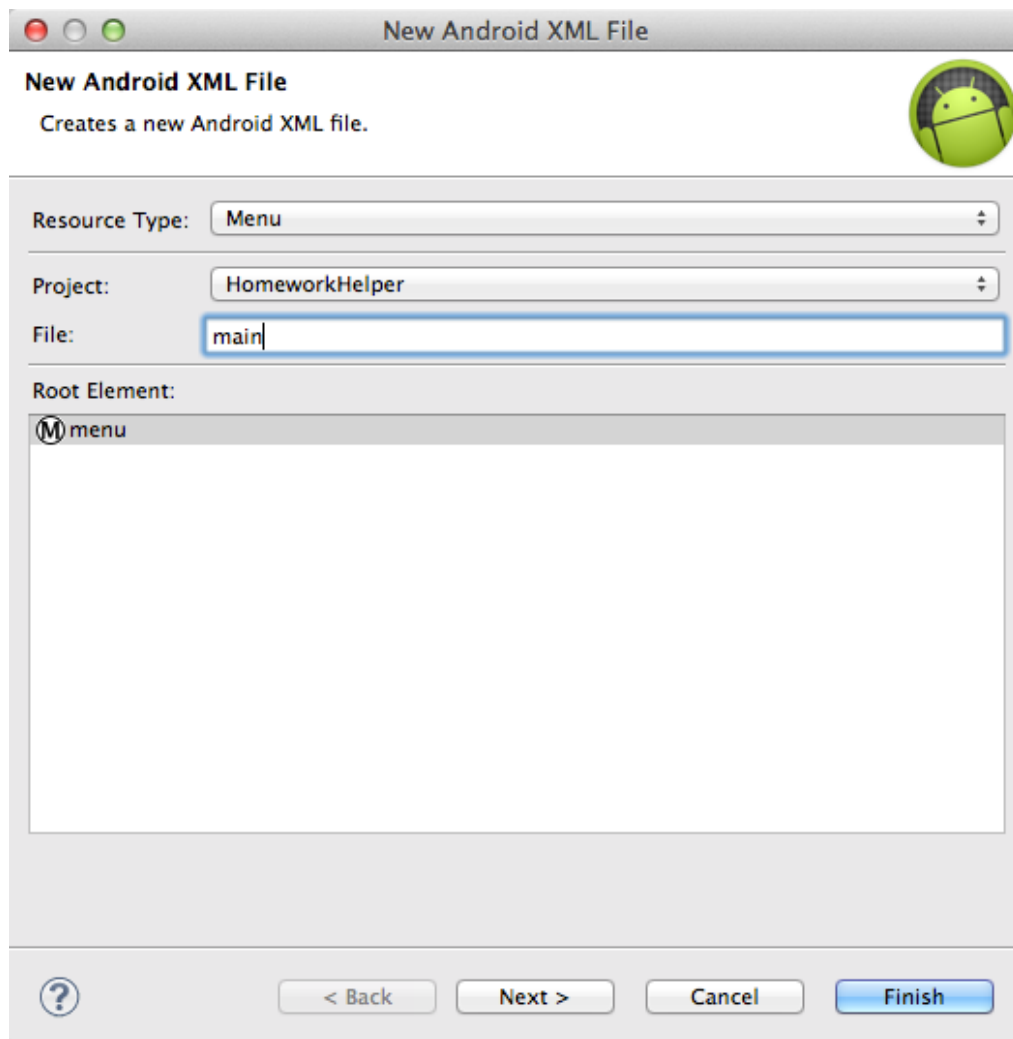 New Android XML File
New Android XML File
Creates a new Android XML file.
Resource Type: Menu
Project: HomeworkHelper
File: main
Root Element:
M menu
? < Back Next > Cancel Finish